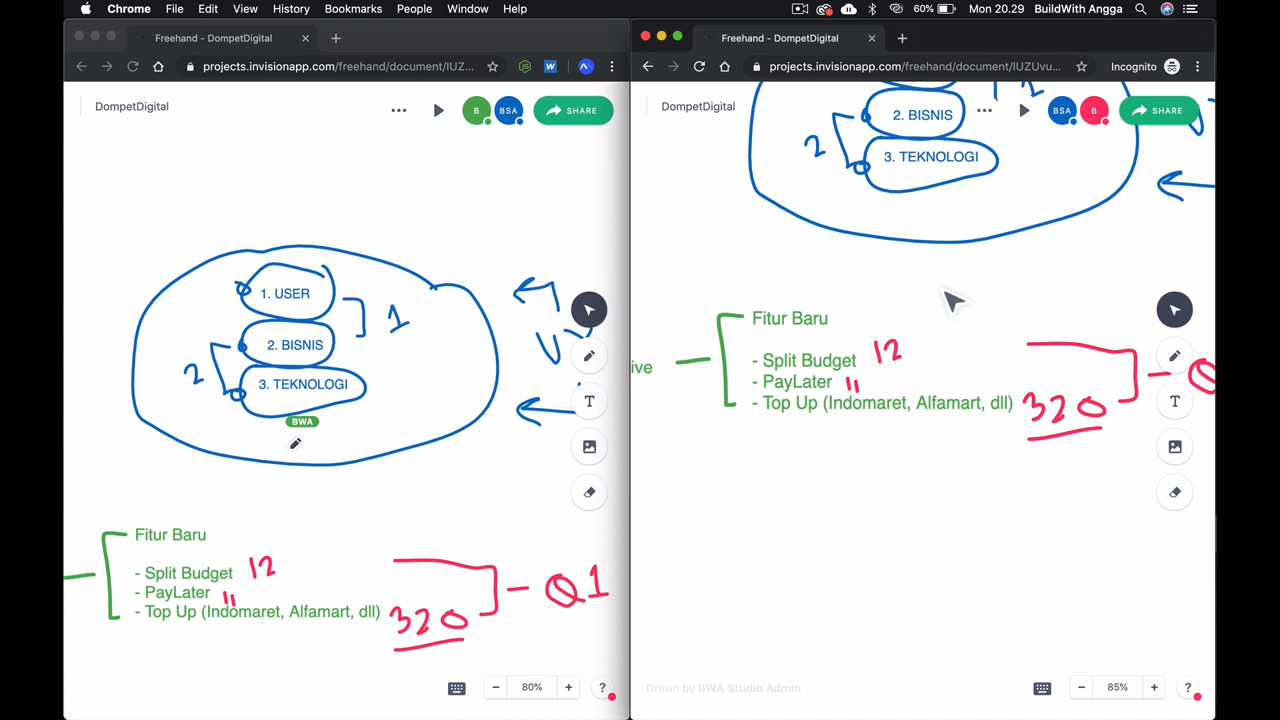 Chrome File Edit View History Bookmarks People Window Help 60% Mon 20.29 BuildWith Angga
Freehand - DompetDigital
projects.invisionapp.com/freehand/document/IUZ...
DompetDigital
B BSA SHARE
1. USER
1
2. BISNIS
2
3. TEKNOLOGI
BWA
T
Fitur Baru
- Split Budget 12
- PayLater 11
- Top Up (Indomaret, Alfamart, dll) 320
Q1
80%
?
Freehand - DompetDigital
projects.invisionapp.com/freehand/document/IUZUvu... Incognito
DompetDigital
BSA B SHARE
2. BISNIS
2
3. TEKNOLOGI
Fitur Baru
ive
- Split Budget 12
- PayLater 11
- Top Up (Indomaret, Alfamart, dll) 320
T
Drawn by BWA Studio Admin
85%
?